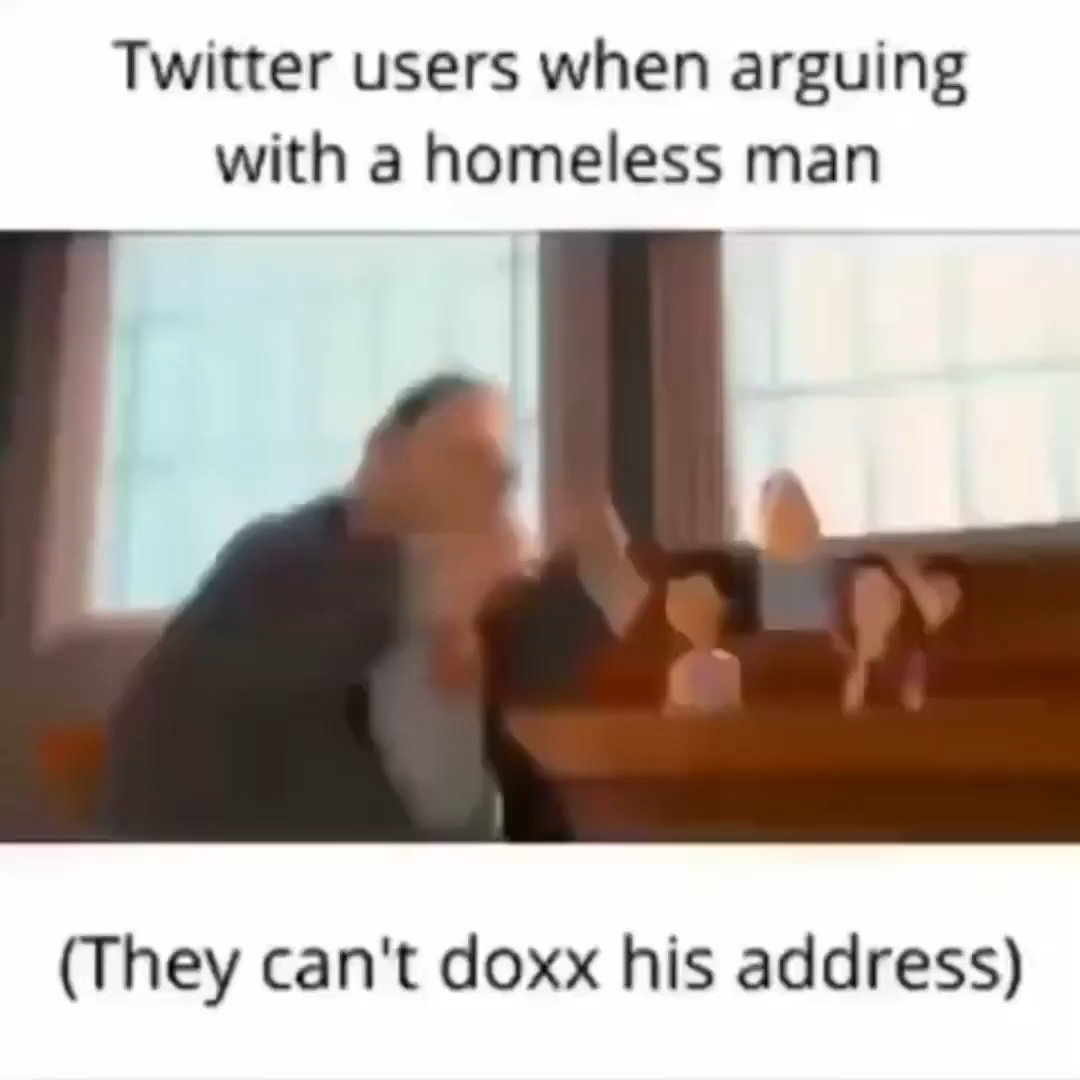 Twitter users when arguing
with a homeless man
(They can't doxx his address)